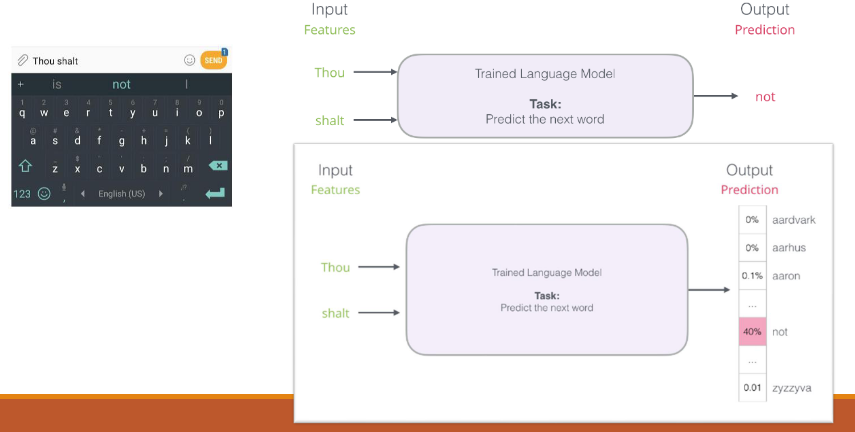 Thou shalt
SEND
1
+ is not I
1 2 3 4 5 6 7 8 9 0
q w e r t y u i o p
a s d f g h j k l
z x c v b n m
123 , English (US) .
Input
Features
Thou
shalt
Trained Language Model
Task:
Predict the next word
Output
Prediction
not
Input
Features
Thou
shalt
Trained Language Model
Task:
Predict the next word
Output
Prediction
0% aardvark
0% aarhus
0.1% aaron
...
40% not
...
0.01 zyzzyva